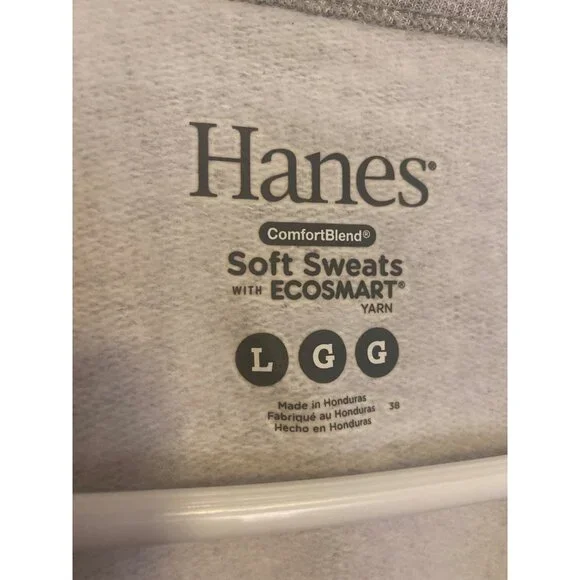 Hanes®
ComfortBlend®
Soft Sweats
WITH ECOSMART®
YARN
L G G
Made in Honduras
Fabriqué au Honduras 38
Hecho en Honduras